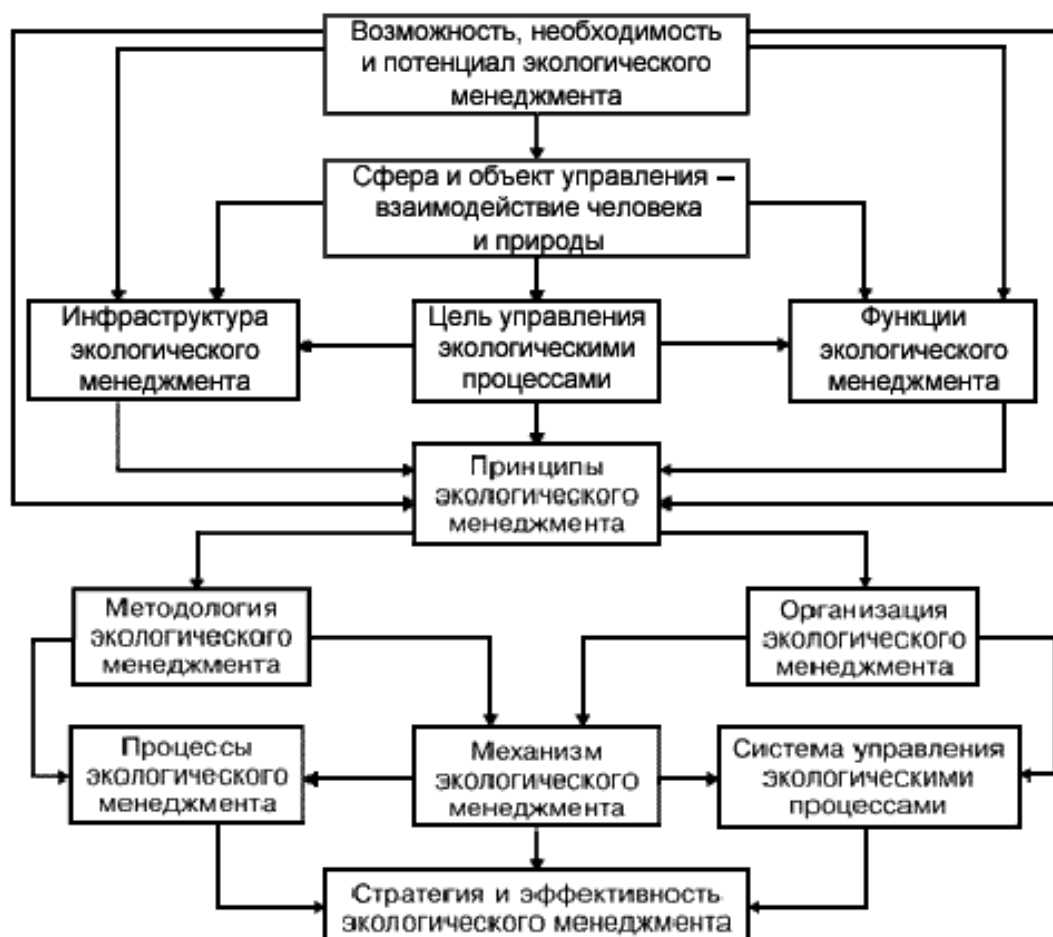 Возможность, необходимость
и потенциал экологического
менеджмента
Сфера и объект управления –
взаимодействие человека
и природы
Инфраструктура
экологического
менеджмента
Цель управления
экологическими
процессами
Функции
экологического
менеджмента
Принципы
экологического
менеджмента
Методология
экологического
менеджмента
Организация
экологического
менеджмента
Процессы
экологического
менеджмента
Механизм
экологического
менеджмента
Система управления
экологическими
процессами
Стратегия и эффективность
экологического менеджмента